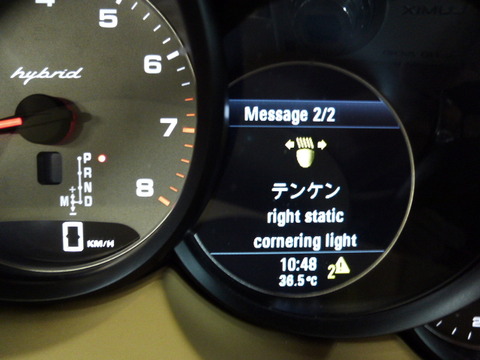 4
5
6
7
8
hybrid
P
R
N
M D
+
-
0 KM/H
Message 2/2
テンケン
right static
cornering light
10:48
36.5°C
2